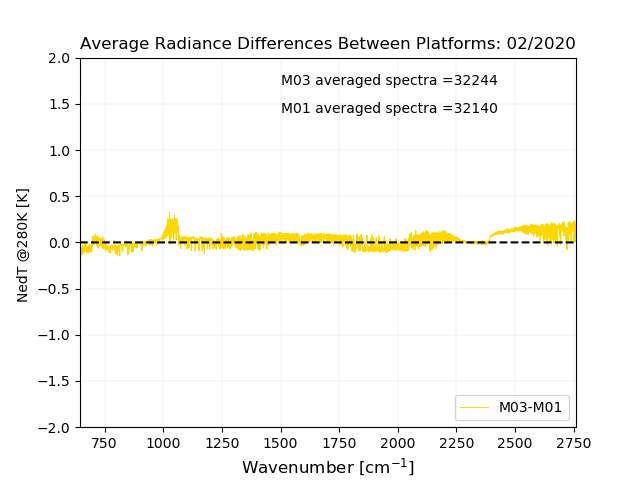 Average Radiance Differences Between Platforms: 02/2020
M03 averaged spectra =32244
M01 averaged spectra =32140
2.0
1.5
1.0
0.5
0.0
−0.5
−1.0
−1.5
−2.0
NedT @280K [K]
M03-M01
750 1000 1250 1500 1750 2000 2250 2500 2750
Wavenumber [cm⁻¹]